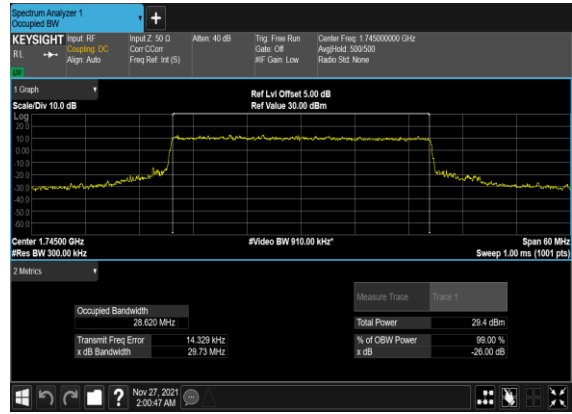 Spectrum Analyzer 1
Occupied BW
+
KEYSIGHT Input: RF Input Z: 50 Ω Atten: 40 dB Trig: Free Run Center Freq: 1.745000000 GHz
RL Coupling: DC Corr CCorr Gate: Off Avg|Hold: 500/500
Align: Auto Freq Ref: Int (S) #IF Gain: Low Radio Std: None
1 Graph
Ref Lvl Offset 5.00 dB
Scale/Div 10.0 dB Ref Value 30.00 dBm
Log
20.0
10.0
0.00
-10.0
-20.0
-30.0
-40.0
-50.0
-60.0
Center 1.74500 GHz #Video BW 910.00 kHz* Span 60 MHz
#Res BW 300.00 kHz Sweep 1.00 ms (1001 pts)
2 Metrics
Measure Trace Trace 1
Occupied Bandwidth
28.620 MHz Total Power 29.4 dBm
Transmit Freq Error 14.329 kHz % of OBW Power 99.00 %
x dB Bandwidth 29.73 MHz x dB -26.00 dB
? Nov 27, 2021
2:00:47 AM